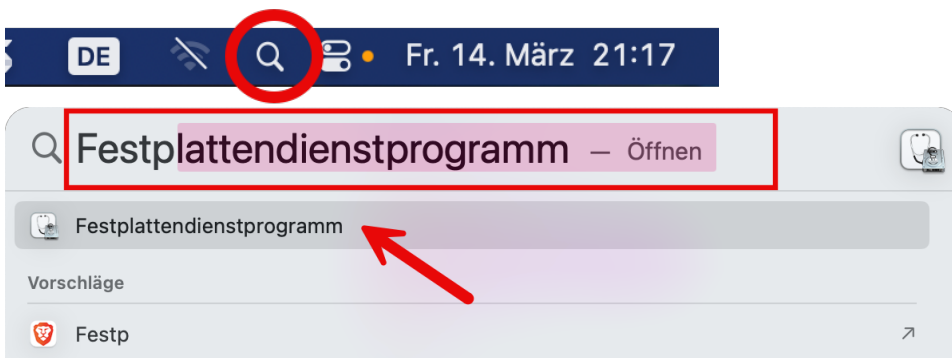 DE Fr. 14. März 21:17
Festplattendienstprogramm — Öffnen
Festplattendienstprogramm
Vorschläge
Festp